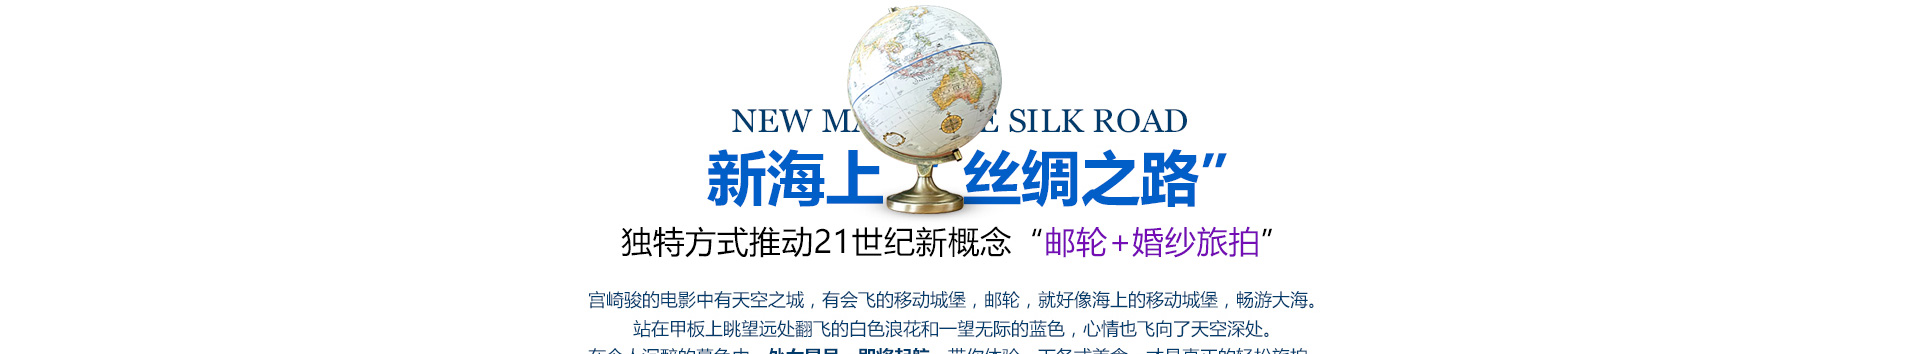 NEW MA E SILK ROAD
新海上 丝绸之路”
独特方式推动21世纪新概念“邮轮+婚纱旅拍”
宫崎骏的电影中有天空之城，有会飞的移动城堡，邮轮，就好像海上的移动城堡，畅游大海。
站在甲板上眺望远处翻飞的白色浪花和一望无际的蓝色，心情也飞向了天空深处。